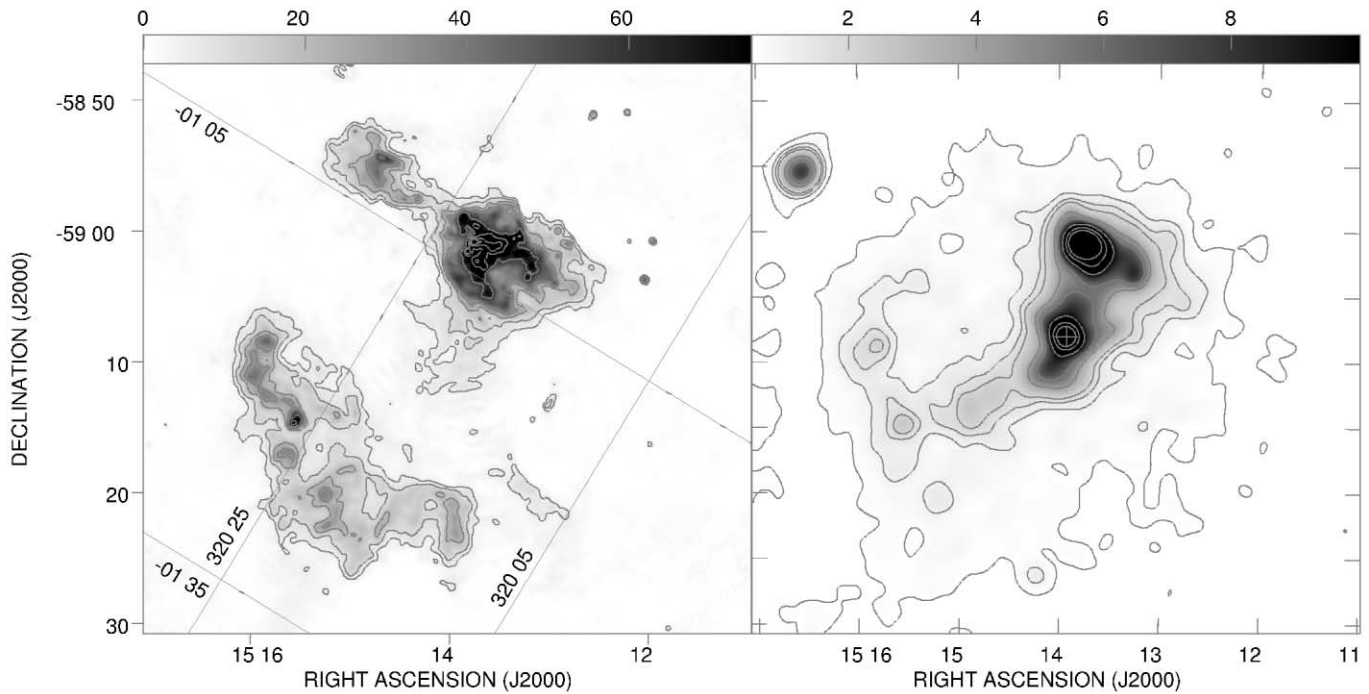 0 20 40 60
2 4 6 8
-58 50
-59 00
10
20
30
DECLINATION (J2000)
-01 05
320 25
-01 35
320 05
15 16 14 12
RIGHT ASCENSION (J2000)
15 16 15 14 13 12 11
RIGHT ASCENSION (J2000)